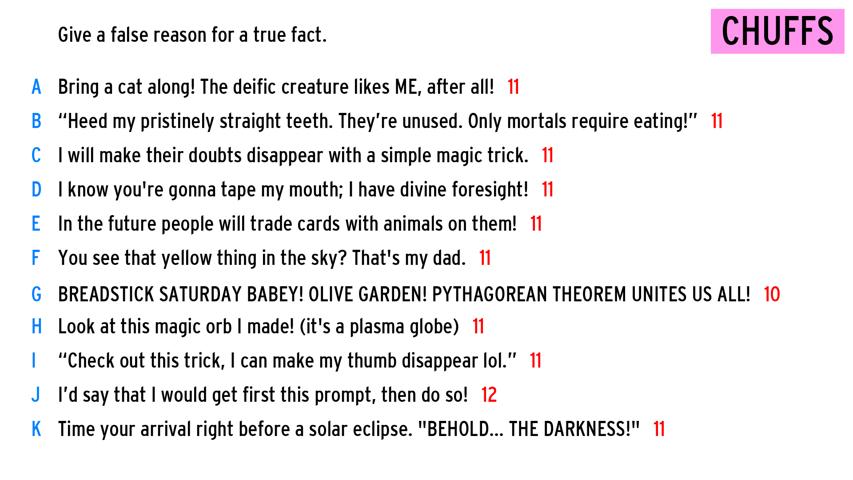 Give a false reason for a true fact.
CHUFFS
A Bring a cat along! The deific creature likes ME, after all! 11
B “Heed my pristinely straight teeth. They’re unused. Only mortals require eating!” 11
C I will make their doubts disappear with a simple magic trick. 11
D I know you're gonna tape my mouth; I have divine foresight! 11
E In the future people will trade cards with animals on them! 11
F You see that yellow thing in the sky? That's my dad. 11
G BREADSTICK SATURDAY BABEY! OLIVE GARDEN! PYTHAGOREAN THEOREM UNITES US ALL! 10
H Look at this magic orb I made! (it's a plasma globe) 11
I “Check out this trick, I can make my thumb disappear lol.” 11
J I’d say that I would get first this prompt, then do so! 12
K Time your arrival right before a solar eclipse. "BEHOLD... THE DARKNESS!" 11